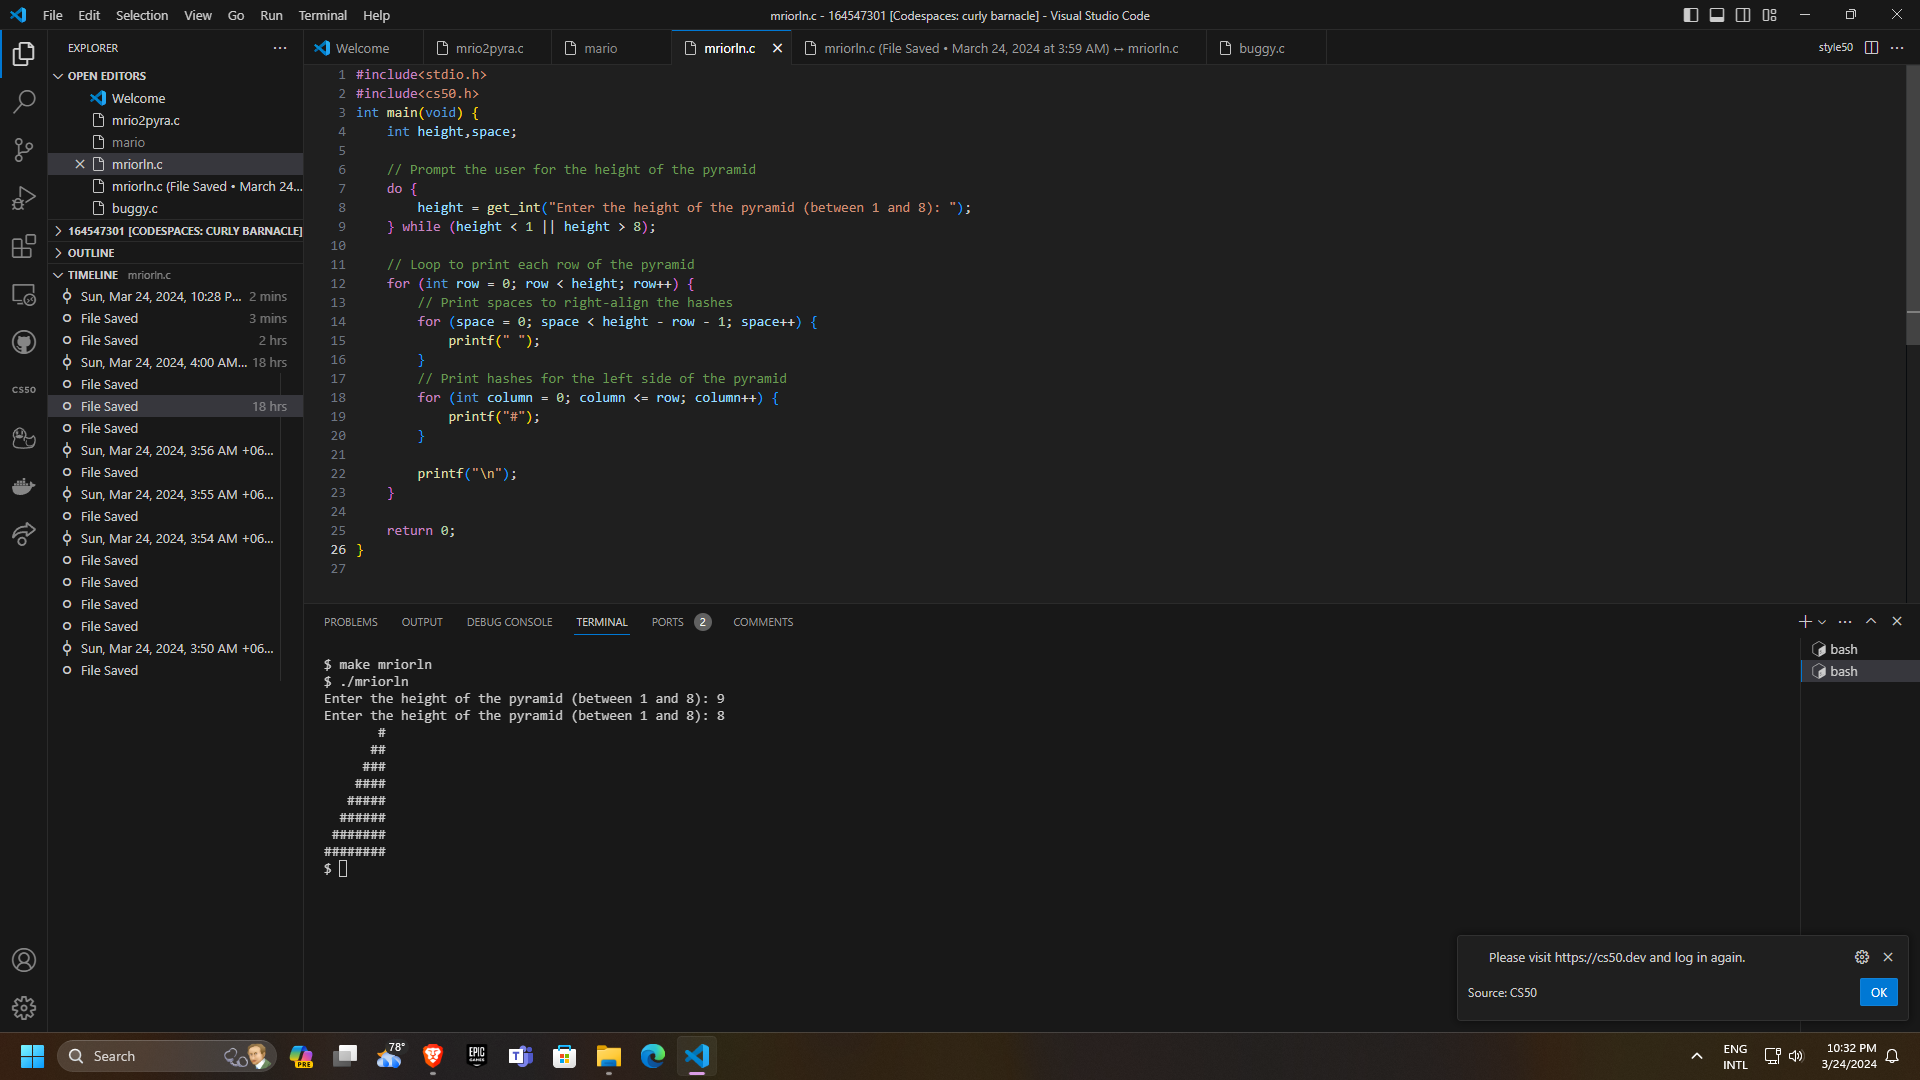 File Edit Selection View Go Run Terminal Help
mriorln.c - 164547301 [Codespaces: curly barnacle] - Visual Studio Code
EXPLORER
OPEN EDITORS
Welcome
mrio2pyra.c
mario
mriorln.c
mriorln.c (File Saved • March 24...
buggy.c
164547301 [CODESPACES: CURLY BARNACLE]
OUTLINE
TIMELINE mriorln.c
Sun, Mar 24, 2024, 10:28 P... 2 mins
File Saved 3 mins
File Saved 2 hrs
Sun, Mar 24, 2024, 4:00 AM... 18 hrs
File Saved
File Saved 18 hrs
File Saved
Sun, Mar 24, 2024, 3:56 AM +06...
File Saved
Sun, Mar 24, 2024, 3:55 AM +06...
File Saved
Sun, Mar 24, 2024, 3:54 AM +06...
File Saved
File Saved
File Saved
File Saved
Sun, Mar 24, 2024, 3:50 AM +06...
File Saved
CS50
Welcome mrio2pyra.c mario mriorln.c mriorln.c (File Saved • March 24, 2024 at 3:59 AM) ↔ mriorln.c buggy.c style50
1 #include<stdio.h>
2 #include<cs50.h>
3 int main(void) {
4     int height,space;
5
6     // Prompt the user for the height of the pyramid
7     do {
8         height = get_int("Enter the height of the pyramid (between 1 and 8): ");
9     } while (height < 1 || height > 8);
10
11     // Loop to print each row of the pyramid
12     for (int row = 0; row < height; row++) {
13         // Print spaces to right-align the hashes
14         for (space = 0; space < height - row - 1; space++) {
15             printf(" ");
16         }
17         // Print hashes for the left side of the pyramid
18         for (int column = 0; column <= row; column++) {
19             printf("#");
20         }
21
22         printf("\n");
23     }
24
25     return 0;
26 }
27
PROBLEMS OUTPUT DEBUG CONSOLE TERMINAL PORTS 2 COMMENTS
$ make mriorln
$ ./mriorln
Enter the height of the pyramid (between 1 and 8): 9
Enter the height of the pyramid (between 1 and 8): 8
       #
      ##
     ###
    ####
   #####
  ######
 #######
########
$
bash
bash
Please visit https://cs50.dev and log in again.
Source: CS50
OK
Search
PRE
78°
EPIC GAMES
ENG
INTL
10:32 PM
3/24/2024